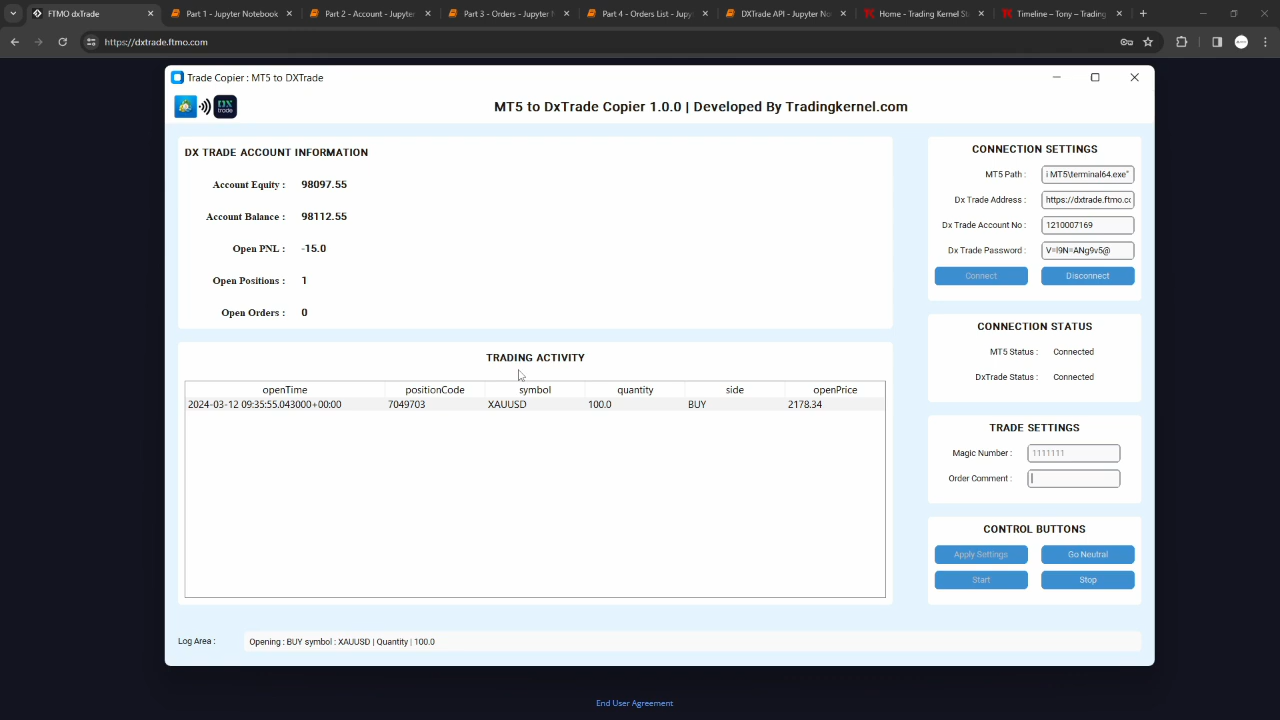 FTMO dxTrade
Part 1 - Jupyter Notebook
Part 2 - Account - Jupyter
Part 3 - Orders - Jupyter
Part 4 - Orders List - Jupy
DXTrade API - Jupyter No
Home - Trading Kernel St
Timeline – Tony – Trading
https://dxtrade.ftmo.com
Trade Copier : MT5 to DXTrade
DX
trade
MT5 to DxTrade Copier 1.0.0 | Developed By Tradingkernel.com
DX TRADE ACCOUNT INFORMATION
Account Equity : 98097.55
Account Balance : 98112.55
Open PNL : -15.0
Open Positions : 1
Open Orders : 0
TRADING ACTIVITY
openTime positionCode symbol quantity side openPrice
2024-03-12 09:35:55.043000+00:00 7049703 XAUUSD 100.0 BUY 2178.34
CONNECTION SETTINGS
MT5 Path : i MT5\terminal64.exe"
Dx Trade Address : https://dxtrade.ftmo.cc
Dx Trade Account No : 1210007169
Dx Trade Password : V=l9N=ANg9v5@
Connect Disconnect
CONNECTION STATUS
MT5 Status : Connected
DxTrade Status : Connected
TRADE SETTINGS
Magic Number : 1111111
Order Comment :
CONTROL BUTTONS
Apply Settings Go Neutral
Start Stop
Log Area : Opening : BUY symbol : XAUUSD | Quantity | 100.0
End User Agreement